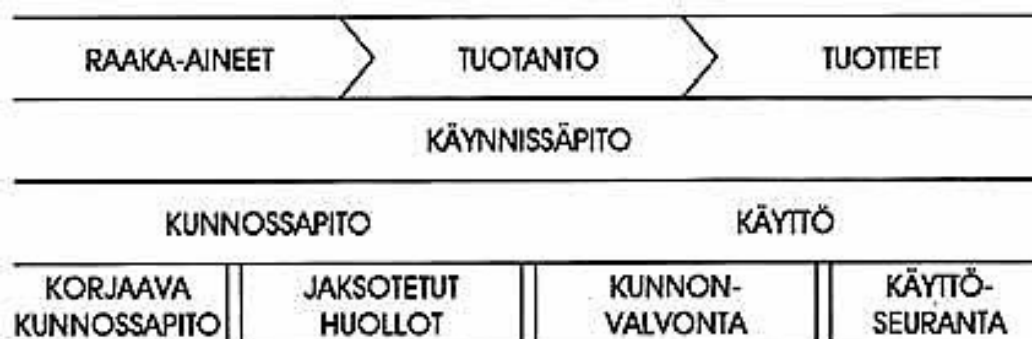 RAAKA-AINEET TUOTANTO TUOTTEET
KÄYNNISSÄPITO
KUNNOSSAPITO KÄYTTÖ
KORJAAVA JAKSOTETUT KUNNON- KÄYTTÖ-
KUNNOSSAPITO HUOLLOT VALVONTA SEURANTA